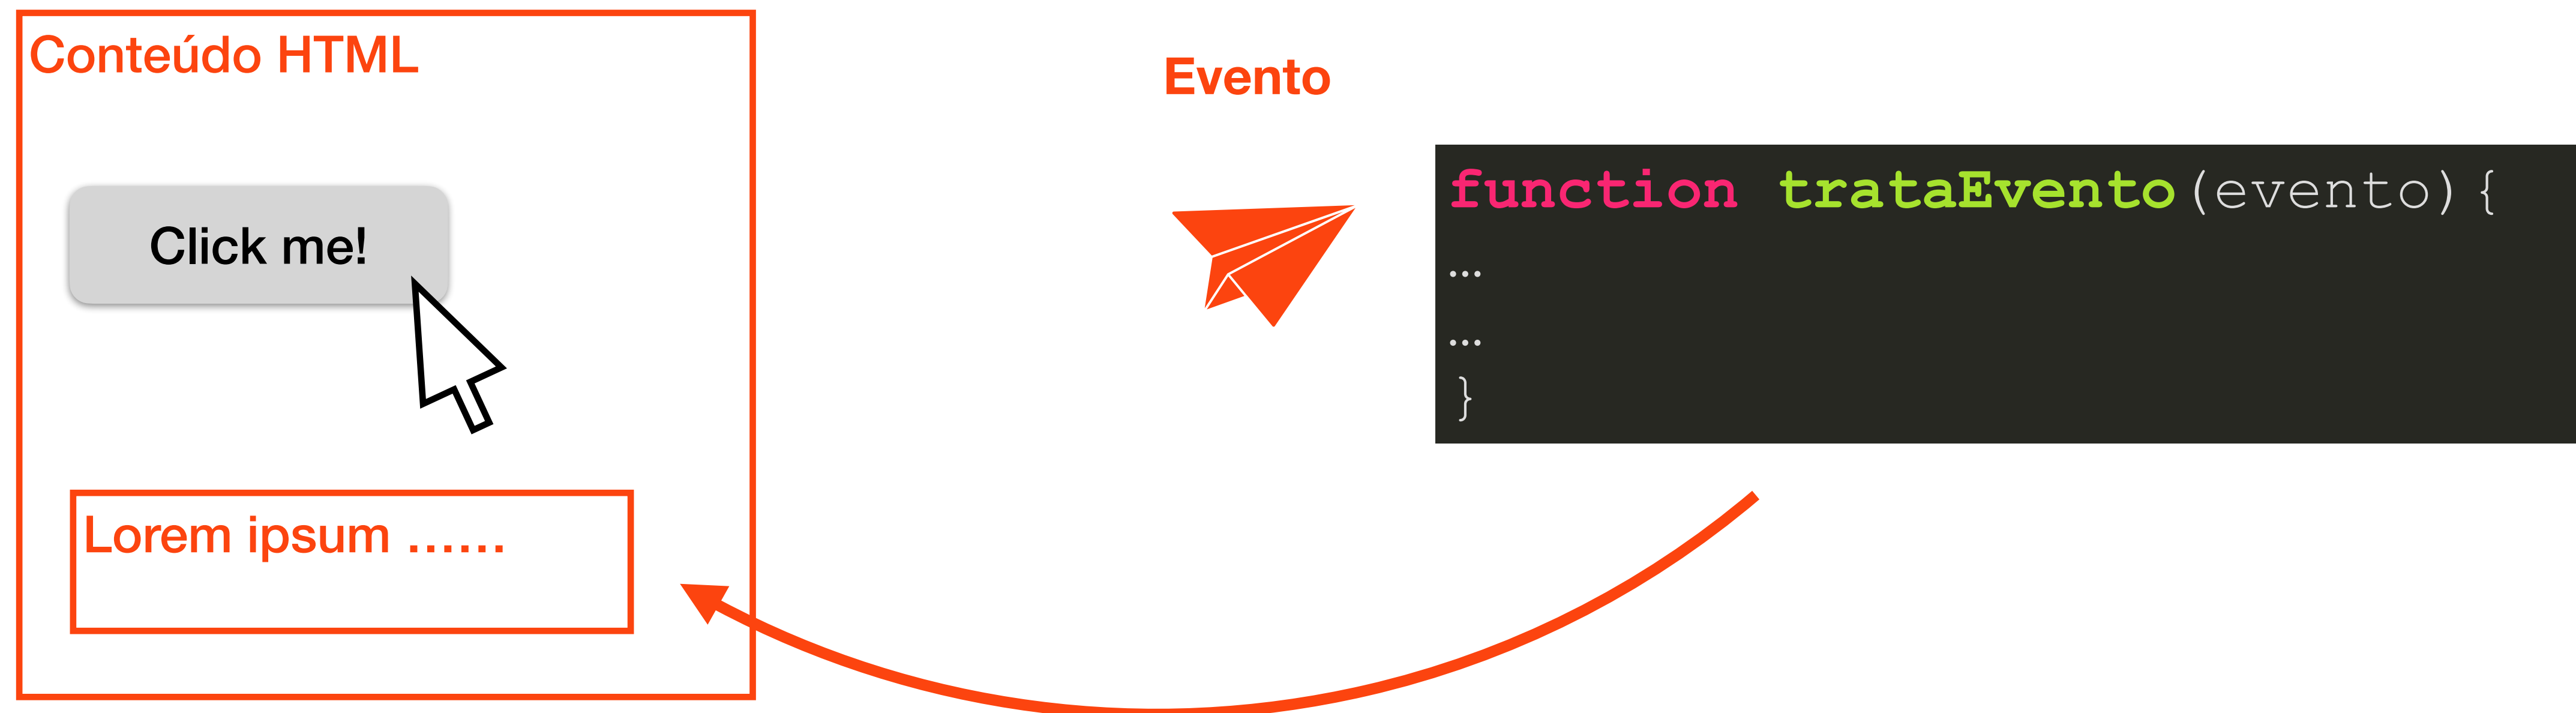 Conteúdo HTML
Click me!
Lorem ipsum ......
Evento
function trataEvento(evento){
…
…
}